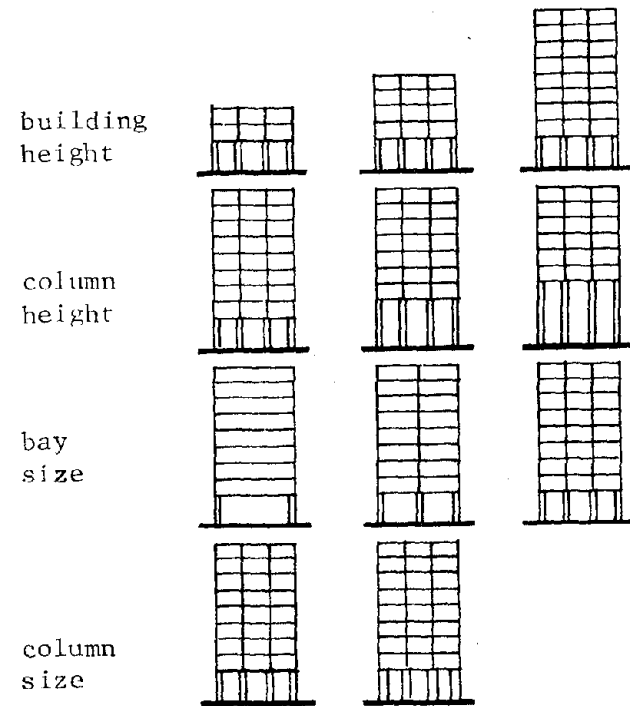 building
height
column
height
bay
size
column
size